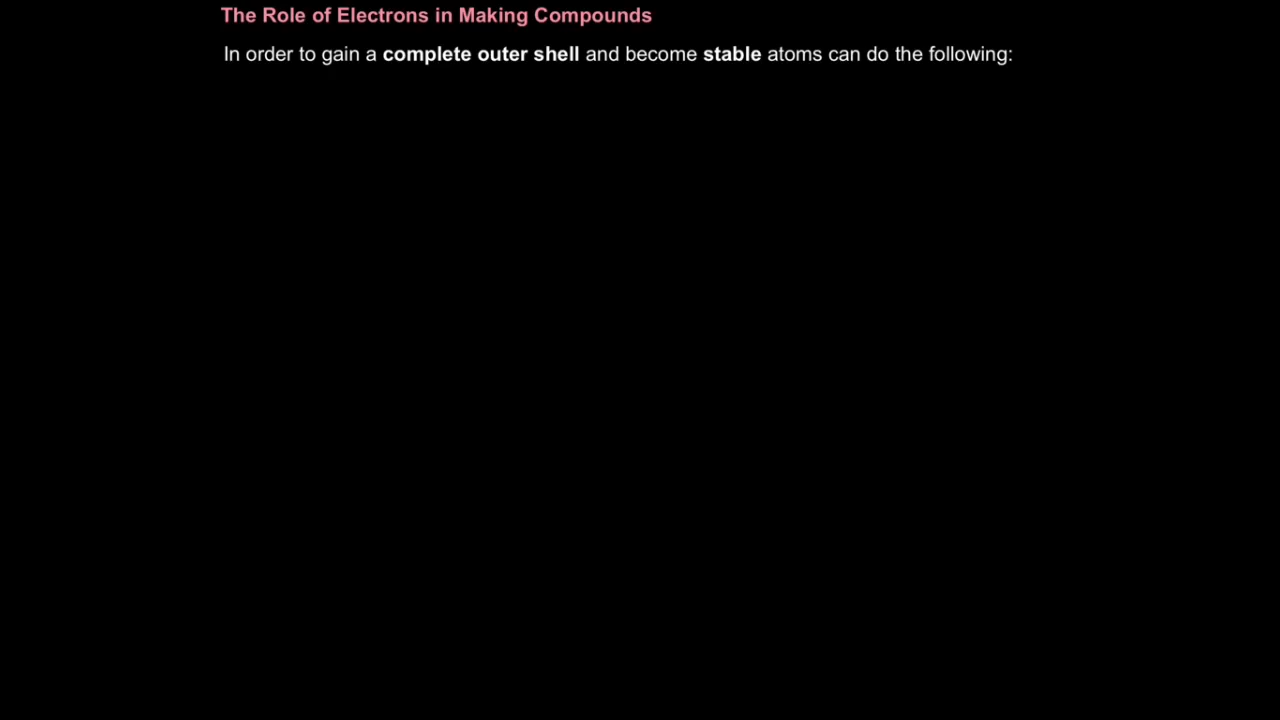 The Role of Electrons in Making Compounds
In order to gain a complete outer shell and become stable atoms can do the following: